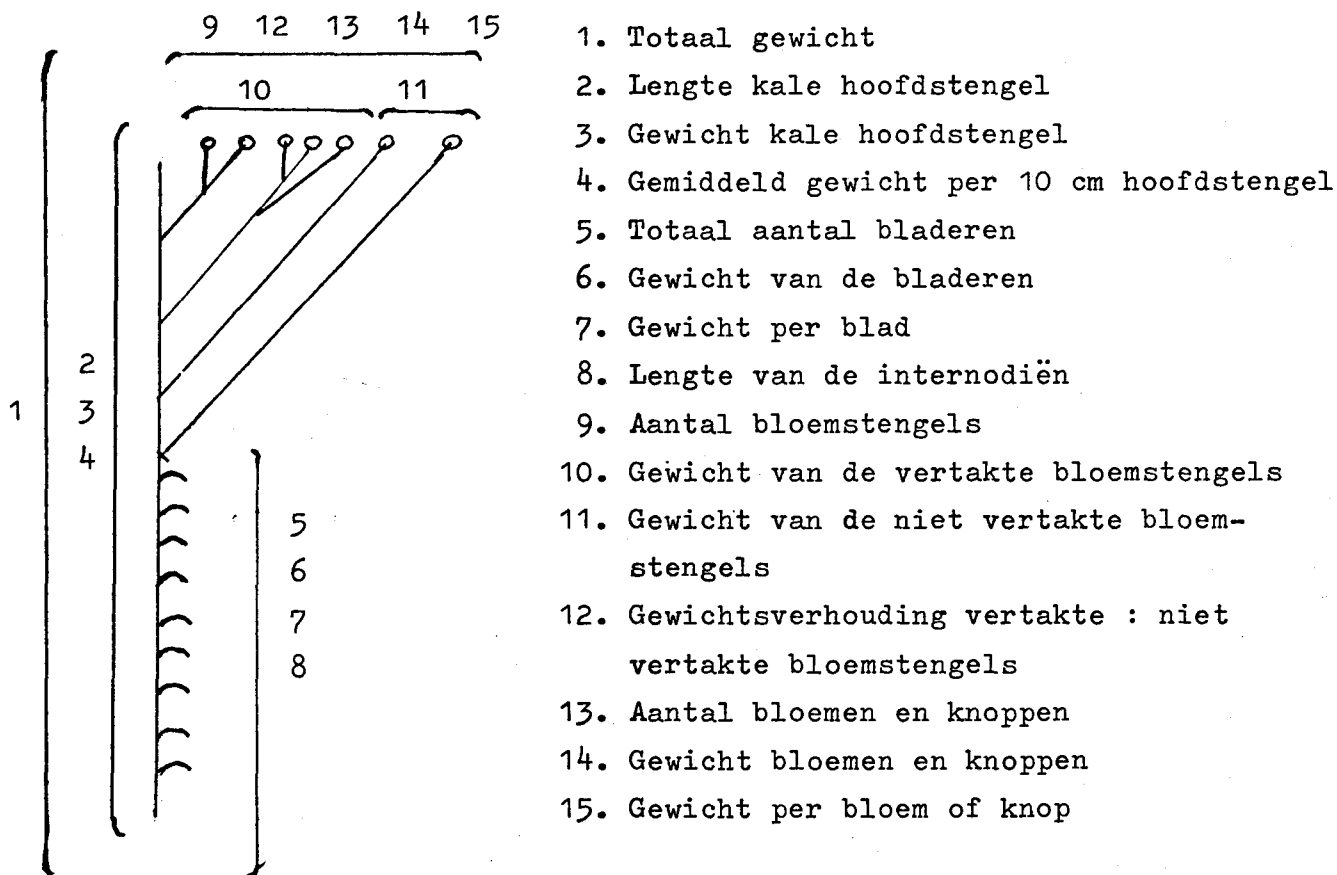 9 12 13 14 15
10 11
2
1 3
4
5
6
7
8
1. Totaal gewicht
2. Lengte kale hoofdstengel
3. Gewicht kale hoofdstengel
4. Gemiddeld gewicht per 10 cm hoofdstengel
5. Totaal aantal bladeren
6. Gewicht van de bladeren
7. Gewicht per blad
8. Lengte van de internodiën
9. Aantal bloemstengels
10. Gewicht van de vertakte bloemstengels
11. Gewicht van de niet vertakte bloem-
stengels
12. Gewichtsverhouding vertakte : niet
vertakte bloemstengels
13. Aantal bloemen en knoppen
14. Gewicht bloemen en knoppen
15. Gewicht per bloem of knop